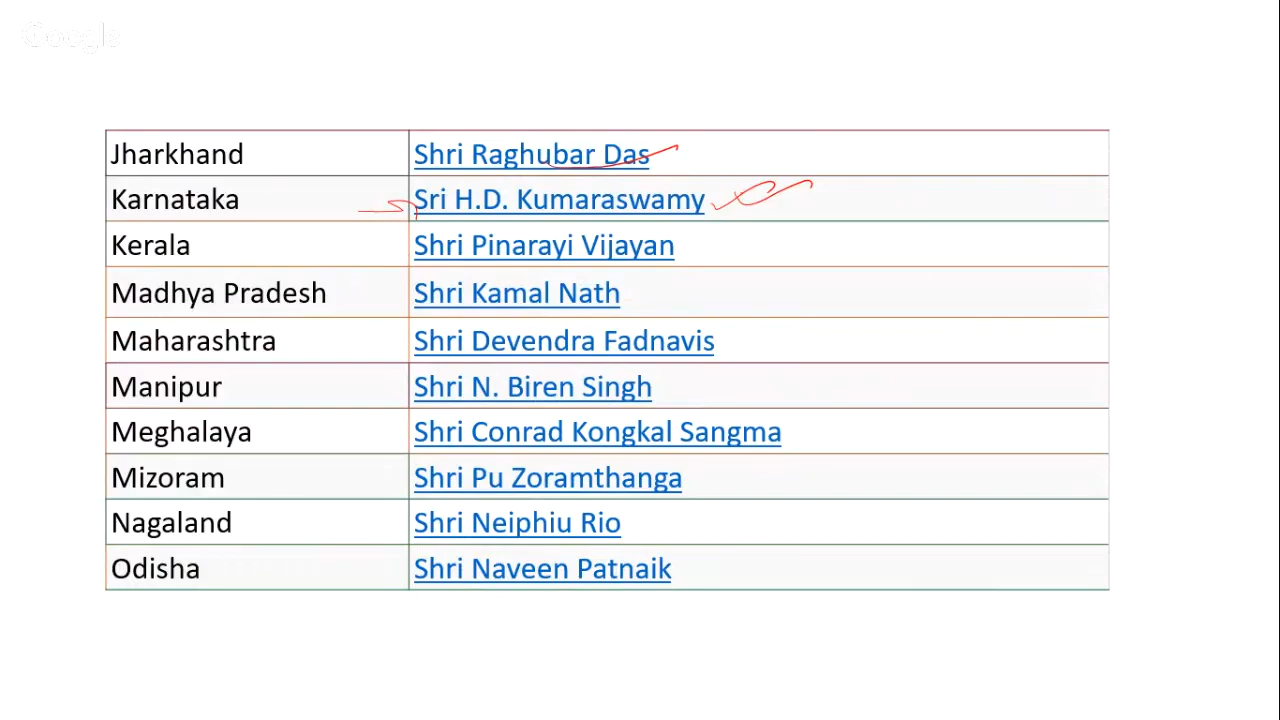 Google
Jharkhand Shri Raghubar Das
Karnataka Sri H.D. Kumaraswamy
Kerala Shri Pinarayi Vijayan
Madhya Pradesh Shri Kamal Nath
Maharashtra Shri Devendra Fadnavis
Manipur Shri N. Biren Singh
Meghalaya Shri Conrad Kongkal Sangma
Mizoram Shri Pu Zoramthanga
Nagaland Shri Neiphiu Rio
Odisha Shri Naveen Patnaik